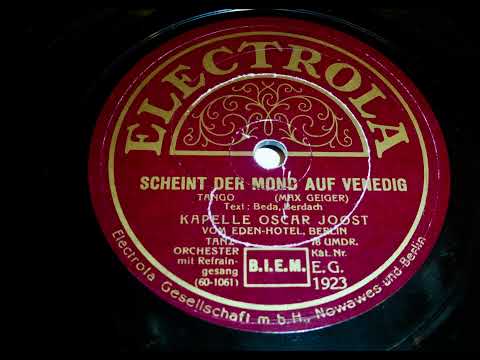 ELECTROLA
SCHEINT DER MOND AUF VENEDIG
TANGO (MAX GEIGER)
Text: Beda, Berdach
KAPELLE OSCAR JOOST
VOM EDEN-HOTEL, BERLIN
TANZ 78 UMDR.
ORCHESTER Kat. Nr.
mit Refrain-
gesang B.I.E.M. E.G.
(60-1061) 1923
Electrola Gesellschaft m.b.H., Nowawes und Berlin